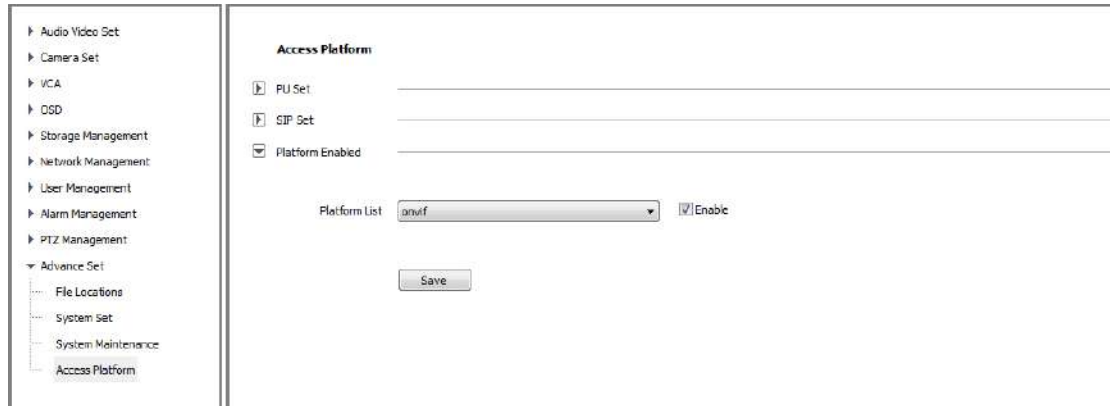 Audio Video Set
Camera Set
VCA
OSD
Storage Management
Network Management
User Management
Alarm Management
PTZ Management
Advance Set
File Locations
System Set
System Maintenance
Access Platform
Access Platform
PU Set
SIP Set
Platform Enabled
Platform List onvif Enable
Save